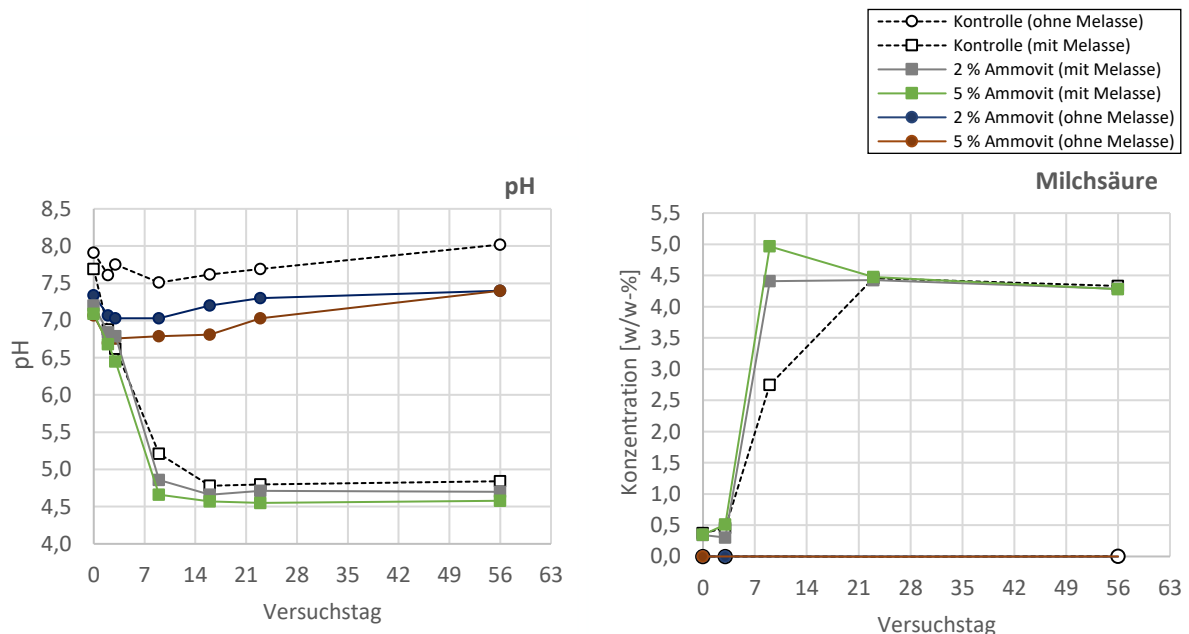 Kontrolle (ohne Melasse)
Kontrolle (mit Melasse)
2 % Ammovit (mit Melasse)
5 % Ammovit (mit Melasse)
2 % Ammovit (ohne Melasse)
5 % Ammovit (ohne Melasse)
pH
8,5
8,0
7,5
7,0
6,5
6,0
5,5
5,0
4,5
4,0
pH
0 7 14 21 28 35 42 49 56 63
Versuchstag
Milchsäure
5,5
5,0
4,5
4,0
3,5
3,0
2,5
2,0
1,5
1,0
0,5
0,0
Konzentration [w/w-%]
0 7 14 21 28 35 42 49 56 63
Versuchstag